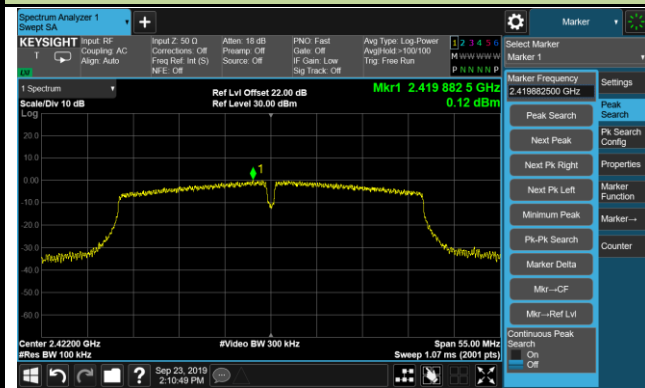 Spectrum Analyzer 1
Swept SA
Marker
KEYSIGHT
Input: RF
Coupling: AC
Align: Auto
Input Z: 50 Ω
Corrections: Off
Freq Ref: Int (S)
NFE: Off
Atten: 18 dB
Preamp: Off
Source: Off
PNO: Fast
Gate: Off
IF Gain: Low
Sig Track: Off
Avg Type: Log-Power
Avg|Hold:>100/100
Trig: Free Run
1 2 3 4 5 6
M W W W W W
P N N N N P
LXI
T
Select Marker
Marker 1
1 Spectrum
Scale/Div 10 dB
Log
Ref Lvl Offset 22.00 dB
Ref Level 30.00 dBm
Mkr1 2.419 882 5 GHz
0.12 dBm
20.0
10.0
0.00
-10.0
-20.0
-30.0
-40.0
-50.0
-60.0
1
Center 2.42200 GHz
#Res BW 100 kHz
#Video BW 300 kHz
Span 55.00 MHz
Sweep 1.07 ms (2001 pts)
Marker Frequency
2.419882500 GHz
Peak Search
Next Peak
Next Pk Right
Next Pk Left
Minimum Peak
Pk-Pk Search
Marker Delta
Mkr→CF
Mkr→Ref Lvl
Continuous Peak
Search
On
Off
Settings
Peak
Search
Pk Search
Config
Properties
Marker
Function
Marker→
Counter
Sep 23, 2019
2:10:49 PM